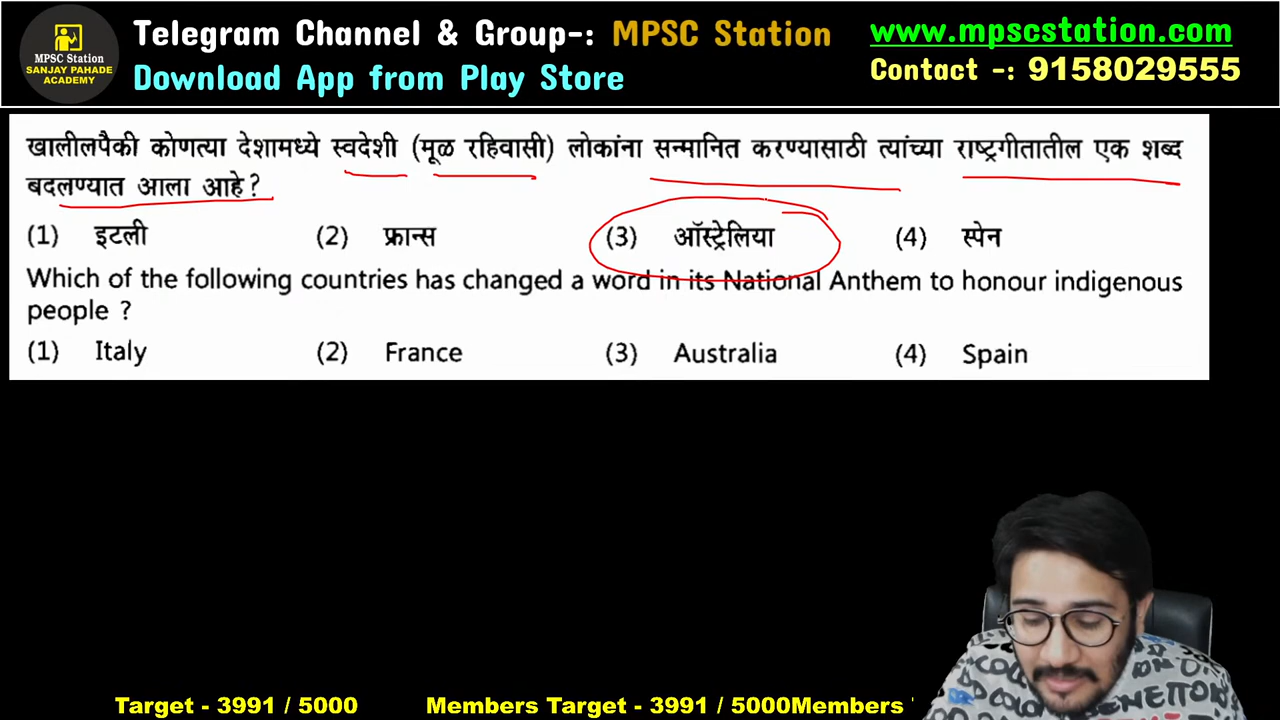 MPSC Station
SANJAY PAHADE
ACADEMY
Telegram Channel & Group-: MPSC Station
Download App from Play Store
www.mpscstation.com
Contact -: 9158029555
खालीलपैकी कोणत्या देशामध्ये स्वदेशी (मूळ रहिवासी) लोकांना सन्मानित करण्यासाठी त्यांच्या राष्ट्रगीतातील एक शब्द
बदलण्यात आला आहे?
(1) इटली (2) फ्रान्स (3) ऑस्ट्रेलिया (4) स्पेन
Which of the following countries has changed a word in its National Anthem to honour indigenous
people ?
(1) Italy (2) France (3) Australia (4) Spain
Target - 3991 / 5000 Members Target - 3991 / 5000Members